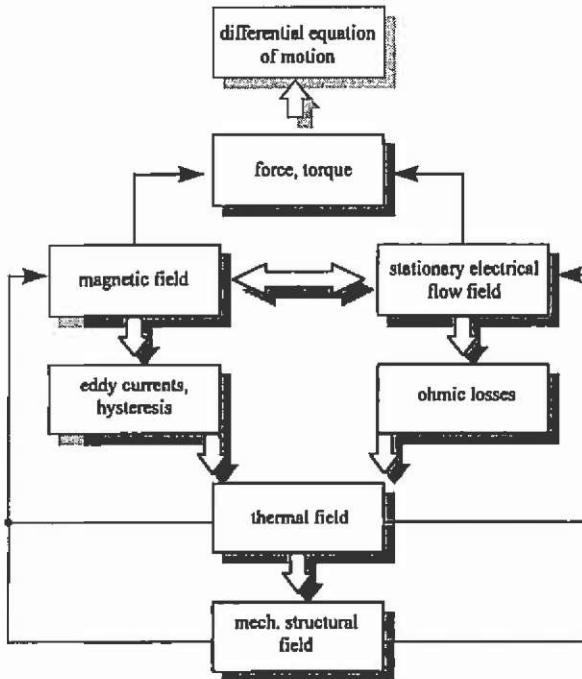 differential equation
of motion
force, torque
magnetic field
stationary electrical
flow field
eddy currents,
hysteresis
ohmic losses
thermal field
mech. structural
field